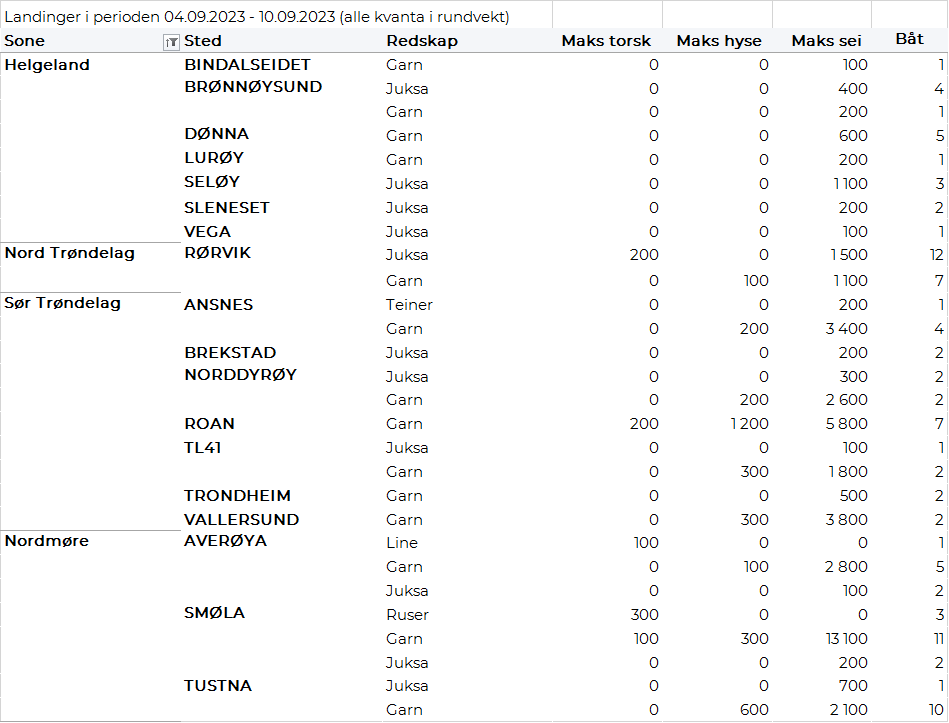 Landinger i perioden 04.09.2023 - 10.09.2023 (alle kvanta i rundvekt)
Sone Sted Redskap Maks torsk Maks hyse Maks sei Båt
Helgeland BINDALSEIDET Garn 0 0 100 1
BRØNNØYSUND Juksa 0 0 400 4
Garn 0 0 200 1
DØNNA Garn 0 0 600 5
LURØY Garn 0 0 200 1
SELØY Juksa 0 0 1 100 3
SLENESET Juksa 0 0 200 2
VEGA Juksa 0 0 100 1
Nord Trøndelag RØRVIK Juksa 200 0 1 500 12
Garn 0 100 1 100 7
Sør Trøndelag ANSNES Teiner 0 0 200 1
Garn 0 200 3 400 4
BREKSTAD Juksa 0 0 200 2
NORDDYRØY Juksa 0 0 300 2
Garn 0 200 2 600 2
ROAN Garn 200 1 200 5 800 7
TL41 Juksa 0 0 100 1
Garn 0 300 1 800 2
TRONDHEIM Garn 0 0 500 2
VALLERSUND Garn 0 300 3 800 2
Nordmøre AVERØYA Line 100 0 0 1
Garn 0 100 2 800 5
Juksa 0 0 100 2
SMØLA Ruser 300 0 0 3
Garn 100 300 13 100 11
Juksa 0 0 200 2
TUSTNA Juksa 0 0 700 1
Garn 0 600 2 100 10